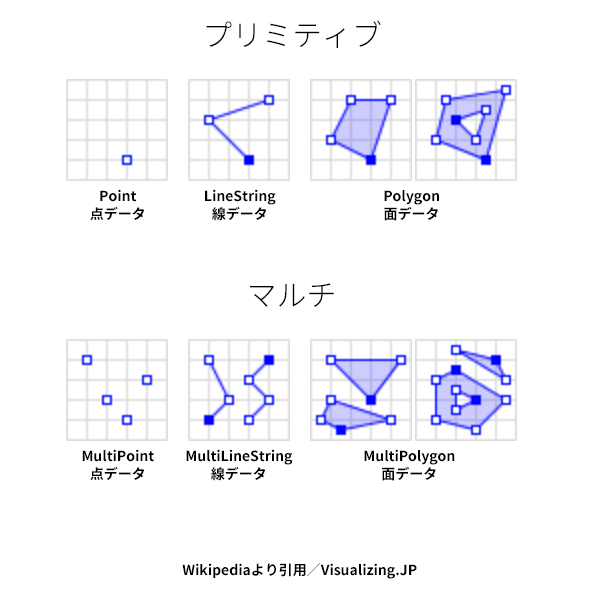 プリミティブ
Point
点データ
LineString
線データ
Polygon
面データ
マルチ
MultiPoint
点データ
MultiLineString
線データ
MultiPolygon
面データ
Wikipediaより引用／Visualizing.JP